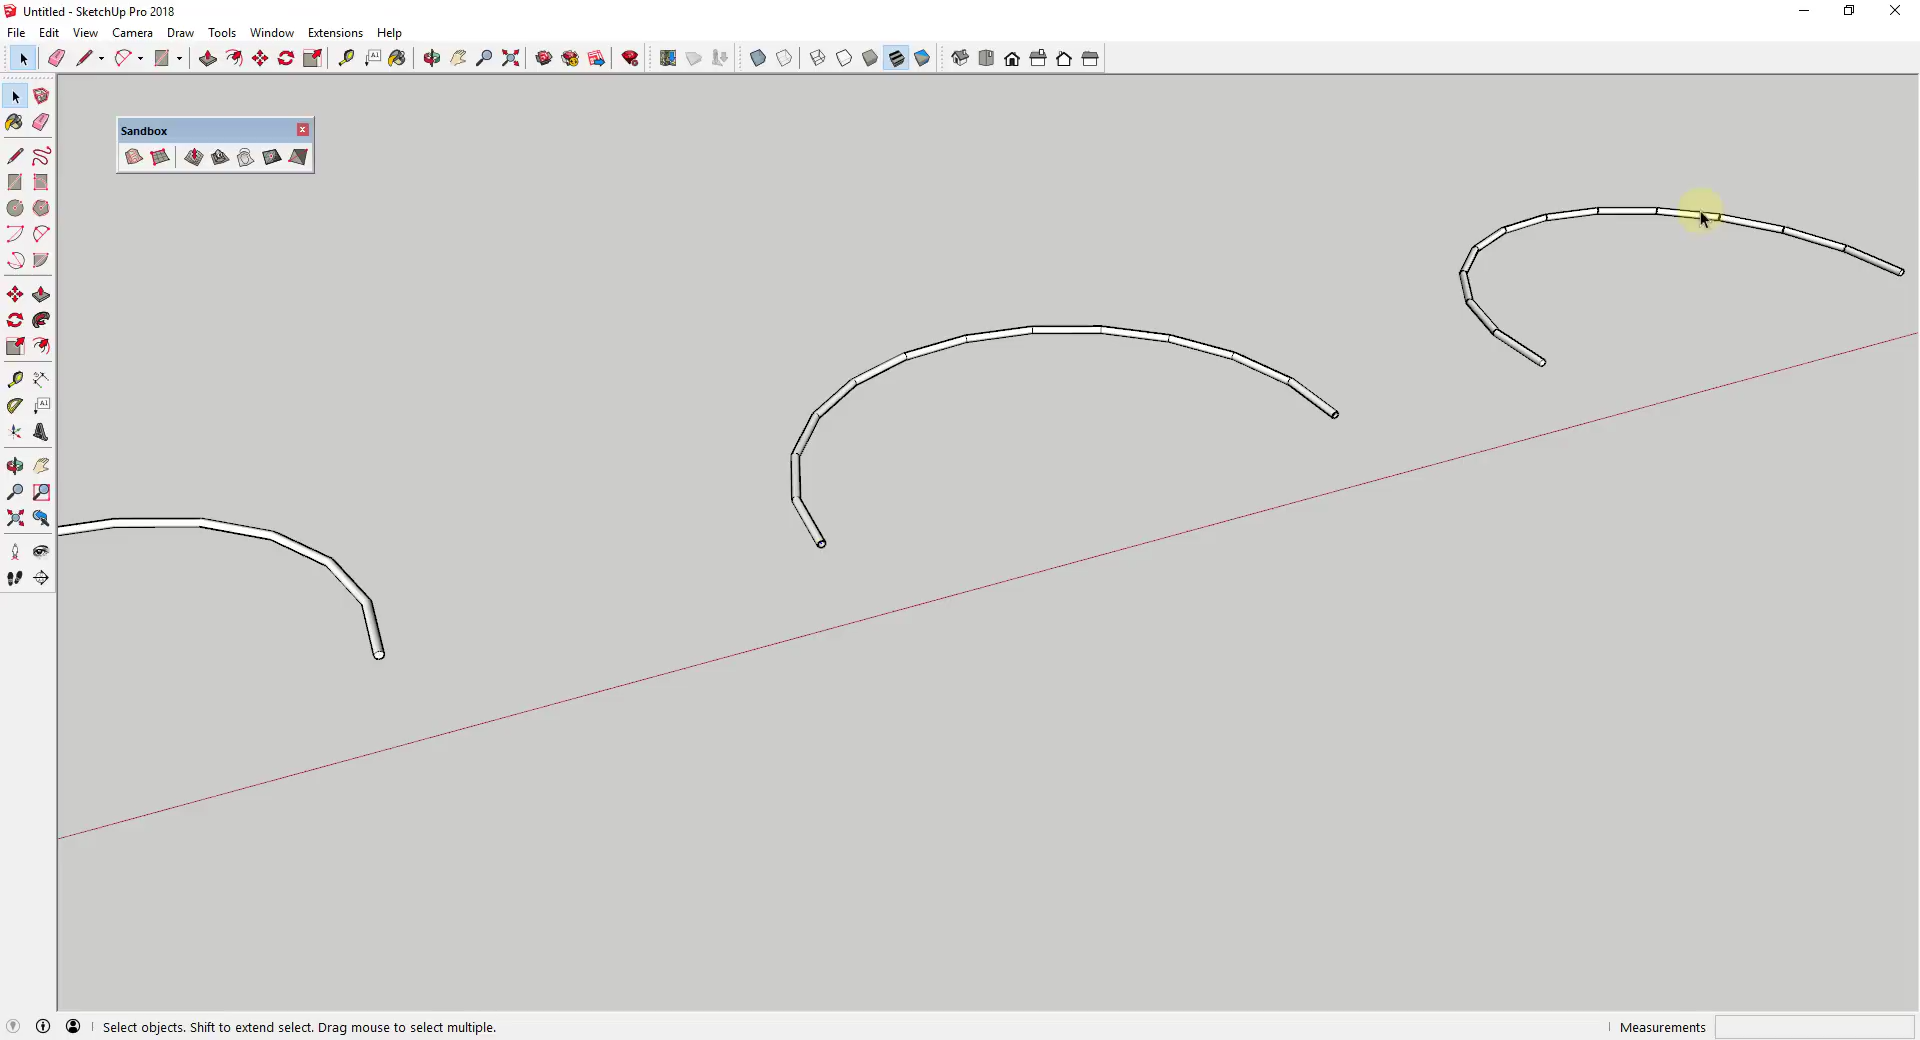 Untitled - SketchUp Pro 2018
File Edit View Camera Draw Tools Window Extensions Help
Sandbox
Select objects. Shift to extend select. Drag mouse to select multiple.
Measurements